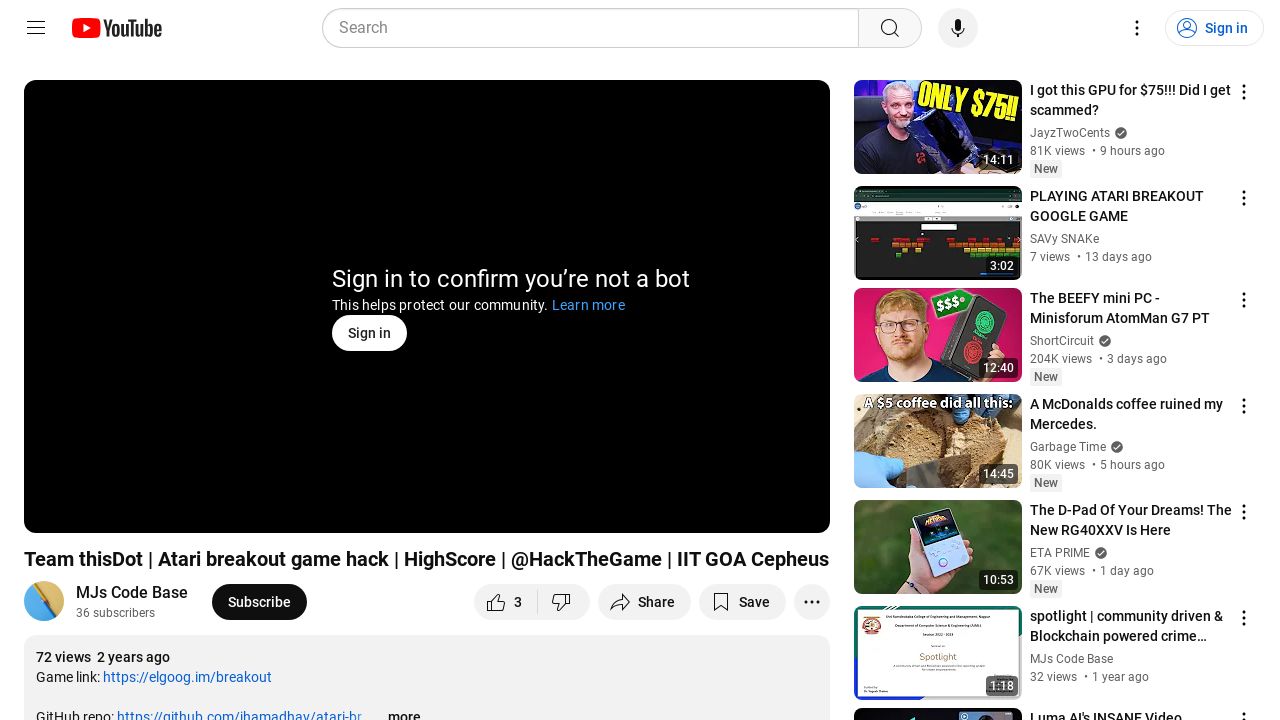 YouTube
Search
Sign in
Sign in to confirm you're not a bot
This helps protect our community. Learn more
Sign in
Team thisDot | Atari breakout game hack | HighScore | @HackTheGame | IIT GOA Cepheus
MJs Code Base
36 subscribers
Subscribe
3
Share
Save
72 views 2 years ago
Game link: https://elgoog.im/breakout
GitHub repo: https://github.com/jhamadhav/atari-br
...more
ONLY $75!!
14:11
I got this GPU for $75!!! Did I get
scammed?
JayzTwoCents
81K views • 9 hours ago
New
3:02
PLAYING ATARI BREAKOUT
GOOGLE GAME
SAVy SNAKe
7 views • 13 days ago
$$$
12:40
The BEEFY mini PC -
Minisforum AtomMan G7 PT
ShortCircuit
204K views • 3 days ago
New
A $5 coffee did all this:
14:45
A McDonalds coffee ruined my
Mercedes.
Garbage Time
80K views • 5 hours ago
New
10:53
The D-Pad Of Your Dreams! The
New RG40XXV Is Here
ETA PRIME
67K views • 1 day ago
New
Spotlight
1:18
spotlight | community driven &
Blockchain powered crime...
MJs Code Base
32 views • 1 year ago
Luma AI's INSANE Video